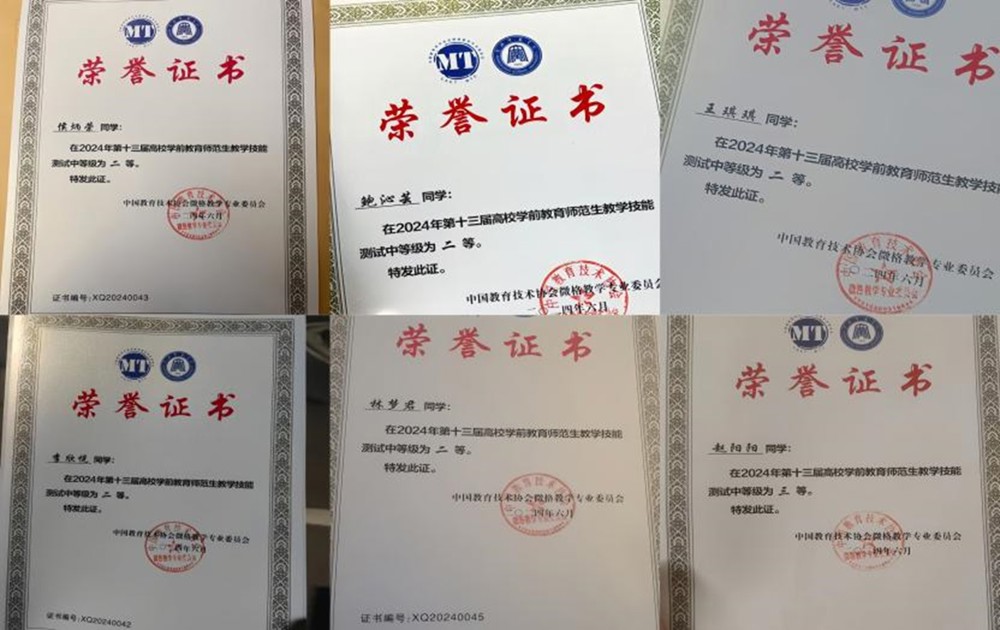 MT
荣誉证书
侯炳莹 同学:
在2024年第十三届高校学前教育师范生教学技能
测试中等级为 二 等。
特发此证。
中国教育技术协会微格教学专业委员会
二〇二四年六月
证书编号:XQ20240043
MT
荣誉证书
鲍沁芸 同学:
在2024年第十三届高校学前教育师范生教学技能
测试中等级为 二 等。
特发此证。
中国教育技术协会微格教学专业委员会
四年六月
荣誉证书
王琪琪 同学:
在2024年第十三届高校学前教育师范生教学技
测试中等级为 二 等。
特发此证。
中国教育技术协会微格教学专业委员会
二〇二四年六月
MT
荣誉证书
李欣悦 同学:
在2024年第十三届高校学前教育师范生教学技能
测试中等级为 二 等。
特发此证。
中国教育技术协会微格教学专业委员会
二〇二四年六月
证书编号:XQ20240042
荣誉证书
林梦君 同学:
在2024年第十三届高校学前教育师范生教学技能
测试中等级为 二 等。
特发此证。
中国教育技术协会微格教学专业委员会
二〇二四年六月
证书编号:XQ20240045
MT
荣誉证书
赵阳阳 同学:
在2024年第十三届高校学前教育师范生教学技能
测试中等级为 三 等。
特发此证。
中国教育技术协会微格教学专业委员会
四年六月